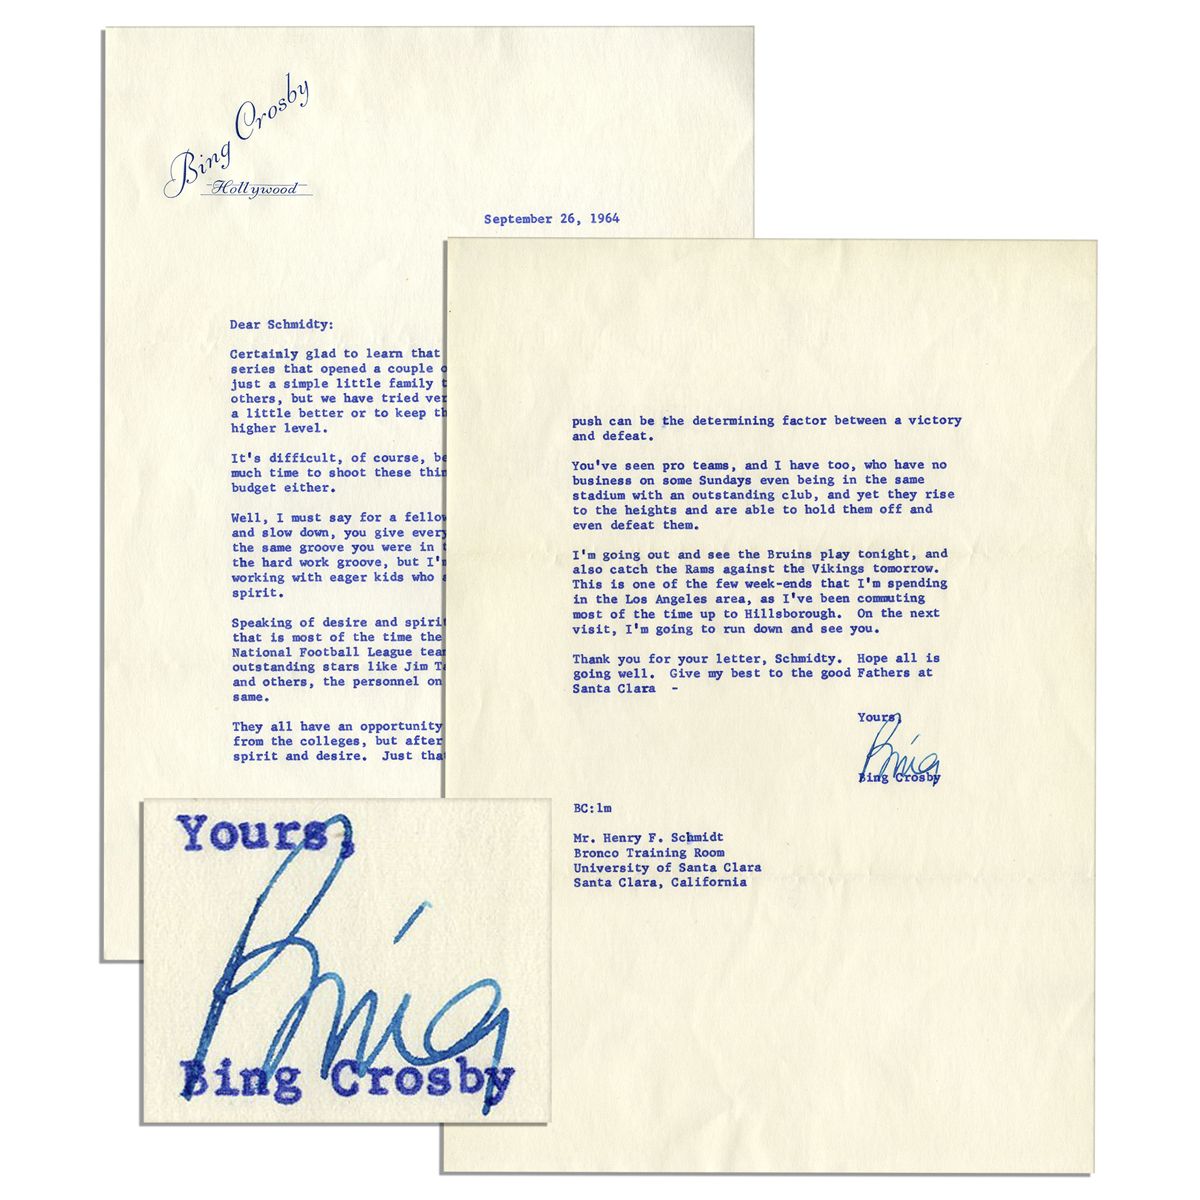 Bing Crosby
Hollywood
September 26, 1964
Dear Schmidty:
Certainly glad to learn that
series that opened a couple o
just a simple little family t
others, but we have tried ver
a little better or to keep th
higher level.
It's difficult, of course, be
much time to shoot these thin
budget either.
Well, I must say for a fellow
and slow down, you give every
the same groove you were in t
the hard work groove, but I'm
working with eager kids who a
spirit.
Speaking of desire and spirit
that is most of the time the
National Football League team
outstanding stars like Jim Ta
and others, the personnel on
same.
They all have an opportunity
from the colleges, but after
spirit and desire. Just that
push can be the determining factor between a victory
and defeat.
You've seen pro teams, and I have too, who have no
business on some Sundays even being in the same
stadium with an outstanding club, and yet they rise
to the heights and are able to hold them off and
even defeat them.
I'm going out and see the Bruins play tonight, and
also catch the Rams against the Vikings tomorrow.
This is one of the few week-ends that I'm spending
in the Los Angeles area, as I've been commuting
most of the time up to Hillsborough. On the next
visit, I'm going to run down and see you.
Thank you for your letter, Schmidty. Hope all is
going well. Give my best to the good Fathers at
Santa Clara -
Yours,
Bing
Bing Crosby
BC:lm
Mr. Henry F. Schmidt
Bronco Training Room
University of Santa Clara
Santa Clara, California
Yours,
Bing
Bing Crosby